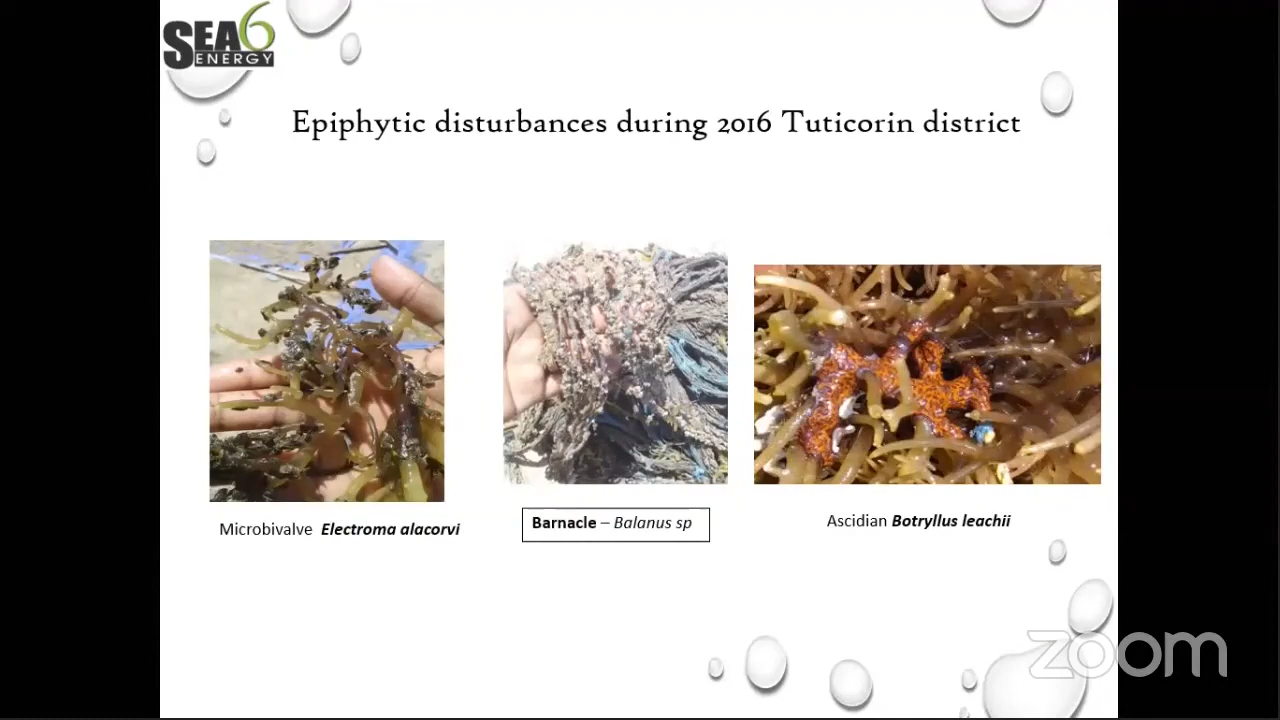 SEA6
ENERGY
Epiphytic disturbances during 2016 Tuticorin district
Microbivalve Electroma alacorvi
Barnacle – Balanus sp
Ascidian Botryllus leachii
zoom